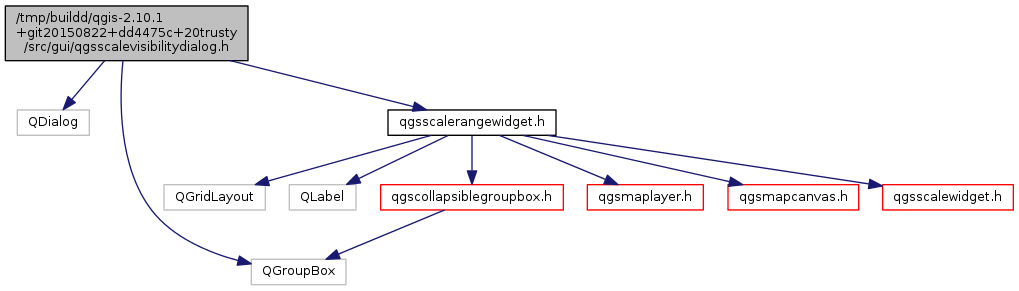 /tmp/buildd/qgis-2.10.1
+git20150822+dd4475c+20trusty
/src/gui/qgsscalevisibilitydialog.h
QDialog
qgsscalerangewidget.h
QGridLayout
QLabel
qgscollapsiblegroupbox.h
qgsmaplayer.h
qgsmapcanvas.h
qgsscalewidget.h
QGroupBox